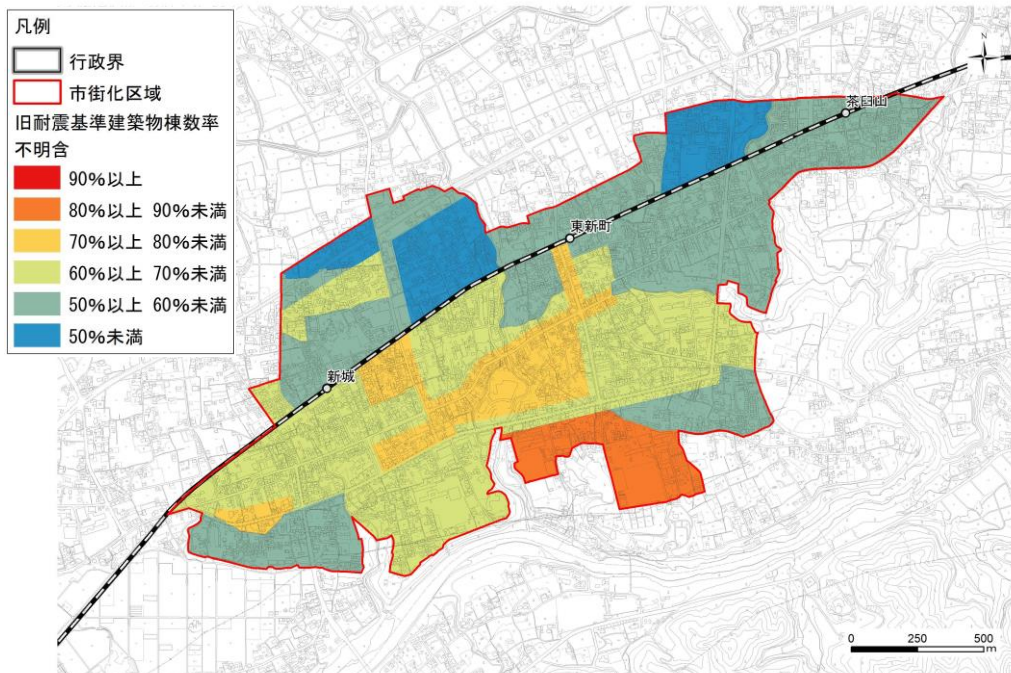 凡例
行政界
市街化区域
旧耐震基準建築物棟数率
不明含
90%以上
80%以上 90%未満
70%以上 80%未満
60%以上 70%未満
50%以上 60%未満
50%未満
N
茶臼山
東新町
新城
0 250 500
m